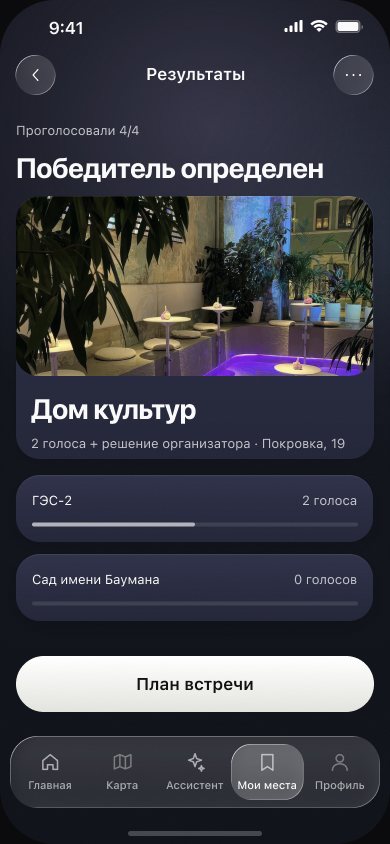 9:41
Результаты
Проголосовали 4/4
Победитель определен
Дом культур
2 голоса + решение организатора · Покровка, 19
ГЭС-2 2 голоса
Сад имени Баумана 0 голосов
План встречи
Главная Карта Ассистент Мои места Профиль